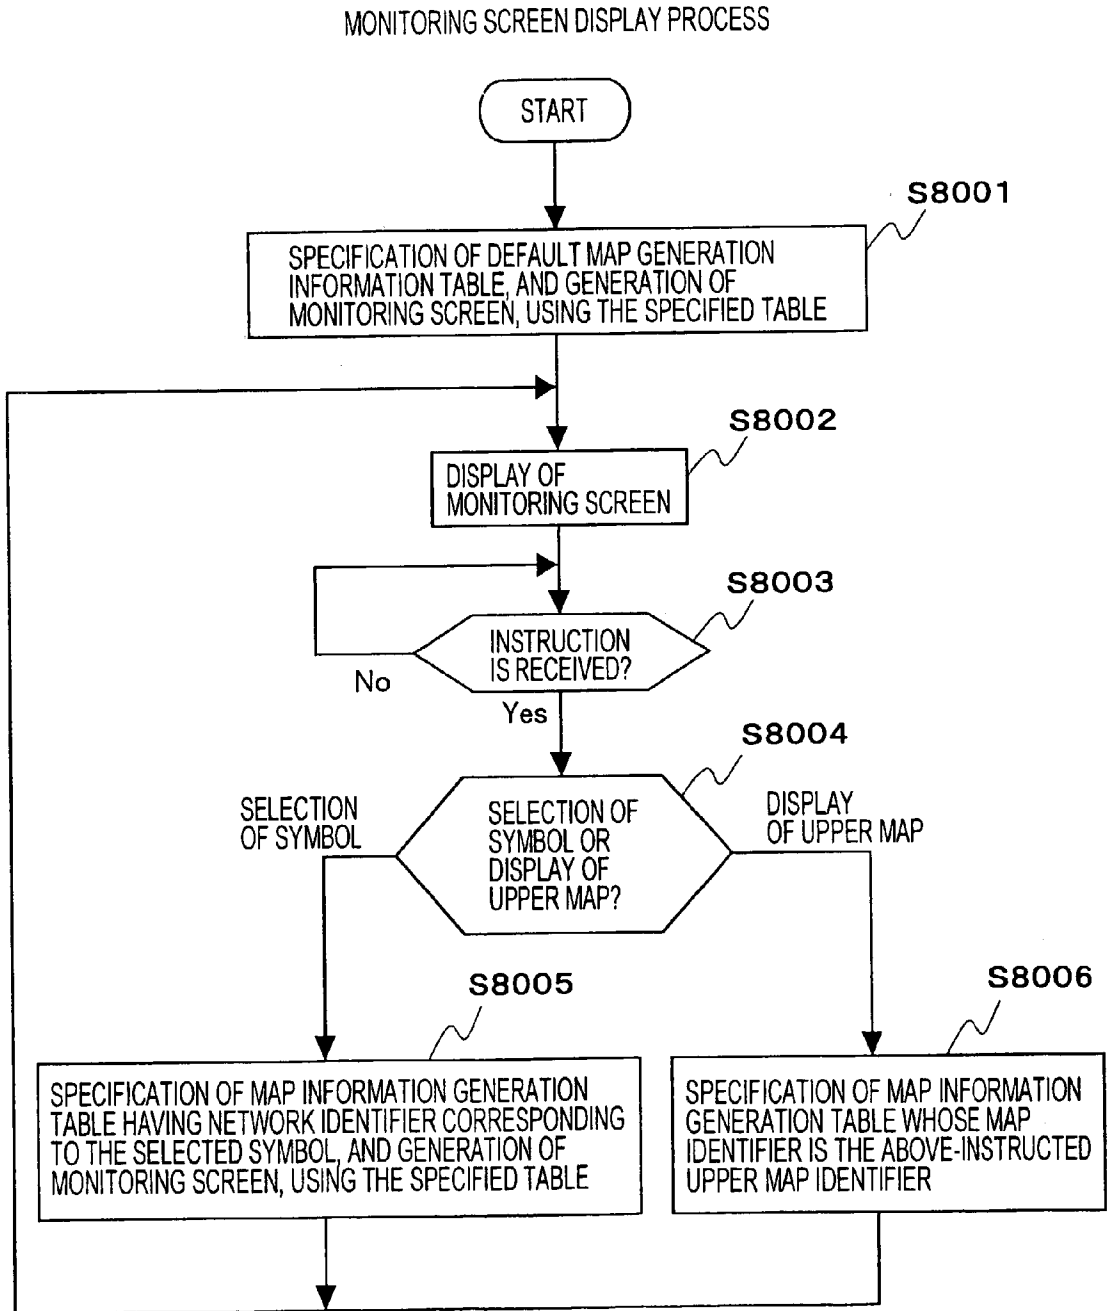 MONITORING SCREEN DISPLAY PROCESS
START
S8001
SPECIFICATION OF DEFAULT MAP GENERATION
INFORMATION TABLE, AND GENERATION OF
MONITORING SCREEN, USING THE SPECIFIED TABLE
S8002
DISPLAY OF
MONITORING SCREEN
S8003
INSTRUCTION
IS RECEIVED?
No
Yes
S8004
SELECTION
OF SYMBOL
SELECTION OF
SYMBOL OR
DISPLAY OF
UPPER MAP?
DISPLAY
OF UPPER MAP
S8005
SPECIFICATION OF MAP INFORMATION GENERATION
TABLE HAVING NETWORK IDENTIFIER CORRESPONDING
TO THE SELECTED SYMBOL, AND GENERATION OF
MONITORING SCREEN, USING THE SPECIFIED TABLE
S8006
SPECIFICATION OF MAP INFORMATION
GENERATION TABLE WHOSE MAP
IDENTIFIER IS THE ABOVE-INSTRUCTED
UPPER MAP IDENTIFIER